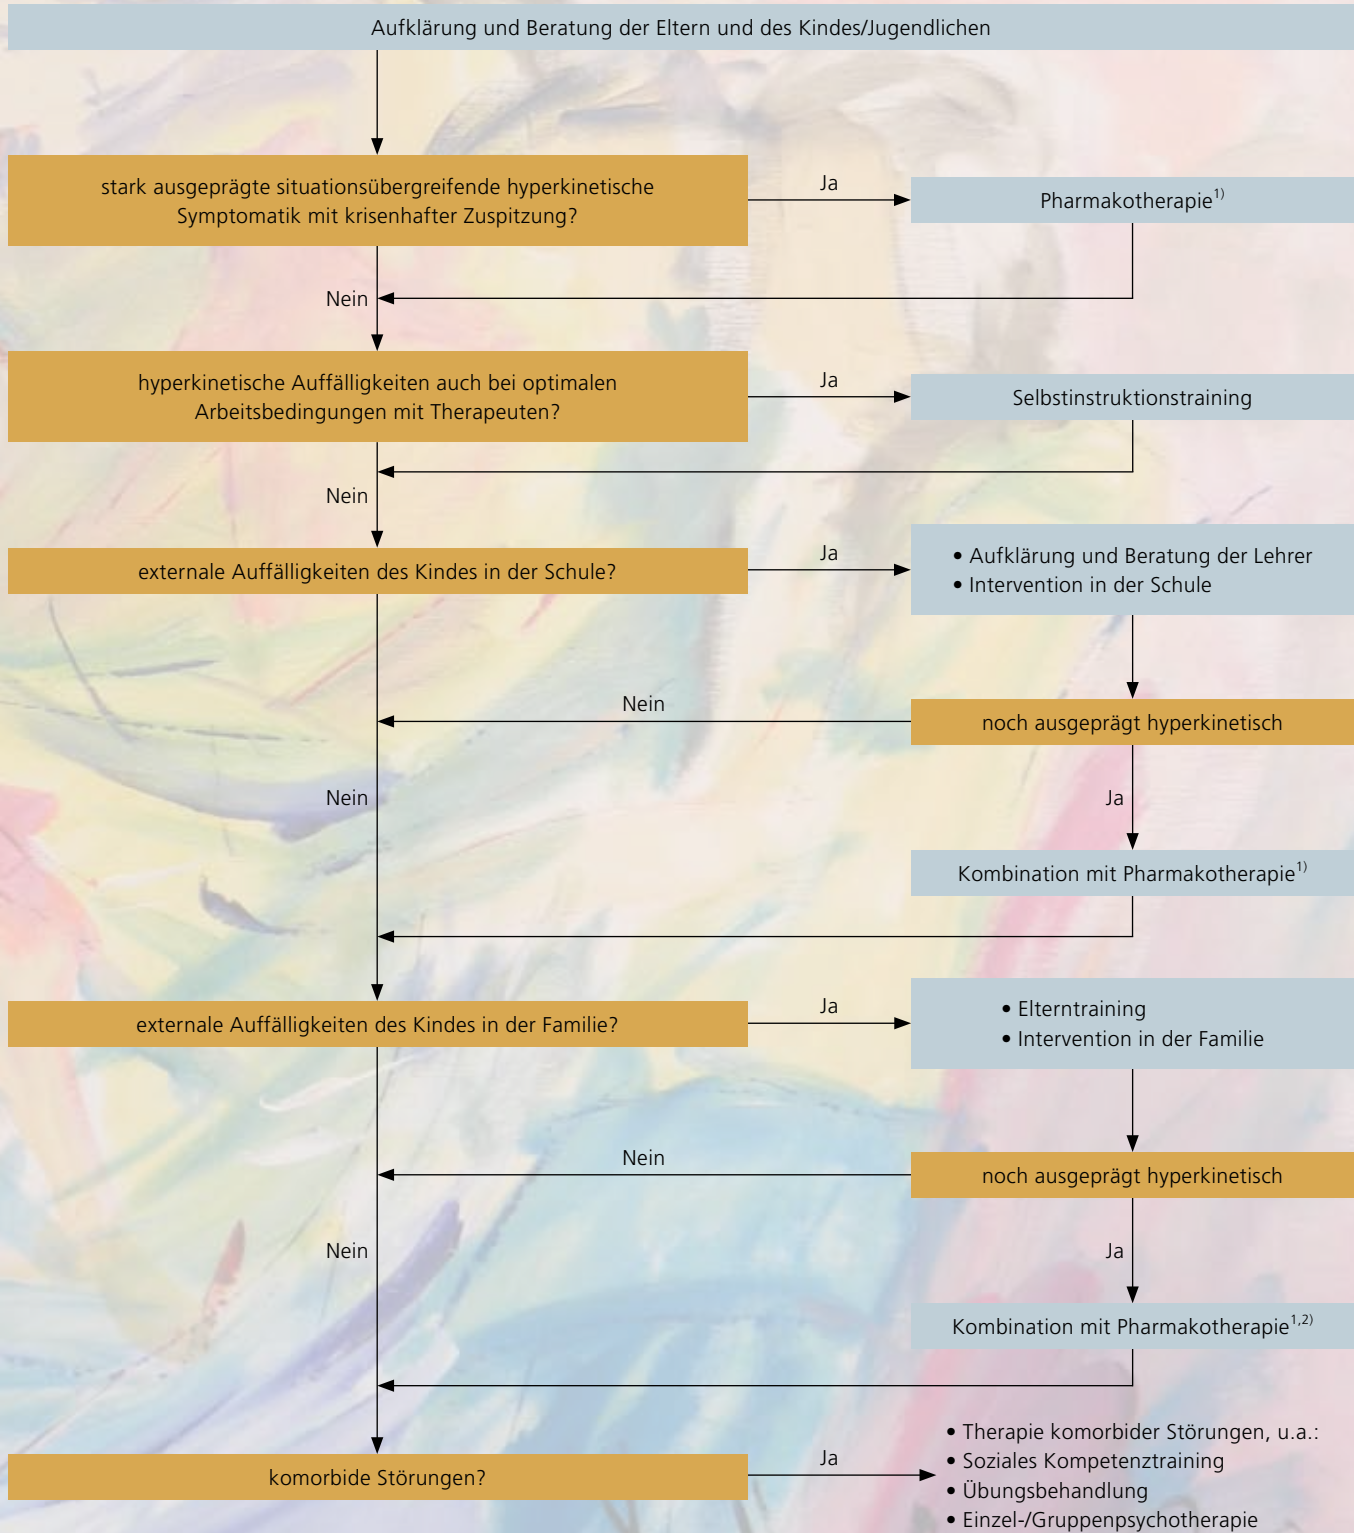 Aufklärung und Beratung der Eltern und des Kindes/Jugendlichen
stark ausgeprägte situationsübergreifende hyperkinetische
Symptomatik mit krisenhafter Zuspitzung?
Ja
Pharmakotherapie1)
Nein
hyperkinetische Auffälligkeiten auch bei optimalen
Arbeitsbedingungen mit Therapeuten?
Ja
Selbstinstruktionstraining
Nein
externale Auffälligkeiten des Kindes in der Schule?
Ja
• Aufklärung und Beratung der Lehrer
• Intervention in der Schule
Nein
noch ausgeprägt hyperkinetisch
Nein
Ja
Kombination mit Pharmakotherapie1)
externale Auffälligkeiten des Kindes in der Familie?
Ja
• Elterntraining
• Intervention in der Familie
Nein
noch ausgeprägt hyperkinetisch
Nein
Ja
Kombination mit Pharmakotherapie1,2)
komorbide Störungen?
Ja
• Therapie komorbider Störungen, u.a.:
• Soziales Kompetenztraining
• Übungsbehandlung
• Einzel-/Gruppenpsychotherapie